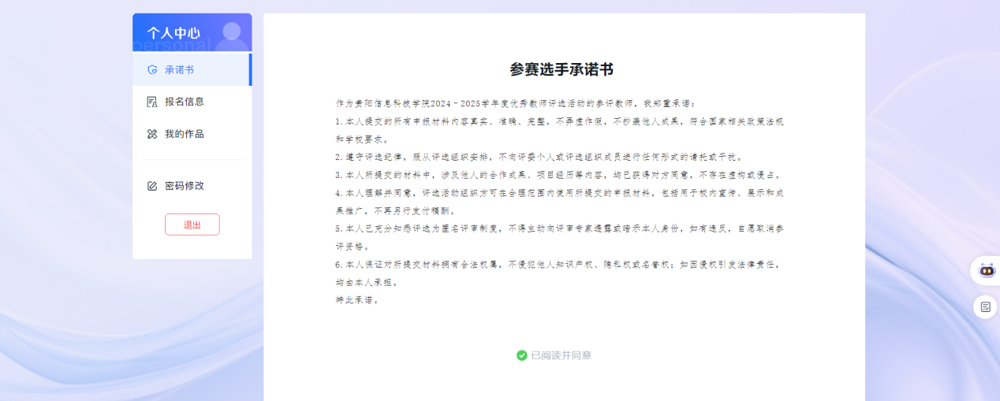 个人中心
personal
承诺书
报名信息
我的作品
密码修改
退出
参赛选手承诺书
作为贵阳信息科技学院2024-2025学年度优秀教师评选活动的参评教师，我郑重承诺：
1.本人提交的所有申报材料内容真实、准确、完整，不弄虚作假，不抄袭他人成果，符合国家相关政策法规
和学校要求。
2.遵守评选纪律，服从评选组织安排，不向评委个人或评选组织成员进行任何形式的请托或干扰。
3.本人所提交的材料中，涉及他人的合作成果、项目经历等内容，均已获得对方同意，不存在虚构或侵占。
4.本人理解并同意，评选活动组织方可在合理范围内使用所提交的申报材料，包括用于校内宣传、展示和成
果推广，不再另行支付稿酬。
5.本人已充分知悉评选为匿名评审制度，不得主动向评审专家透露或暗示本人身份，如有违反，自愿取消参
评资格。
6.本人保证对所提交材料拥有合法权属，不侵犯他人知识产权、隐私权或名誉权；如因侵权引发法律责任，
均由本人承担。
特此承诺。
已阅读并同意